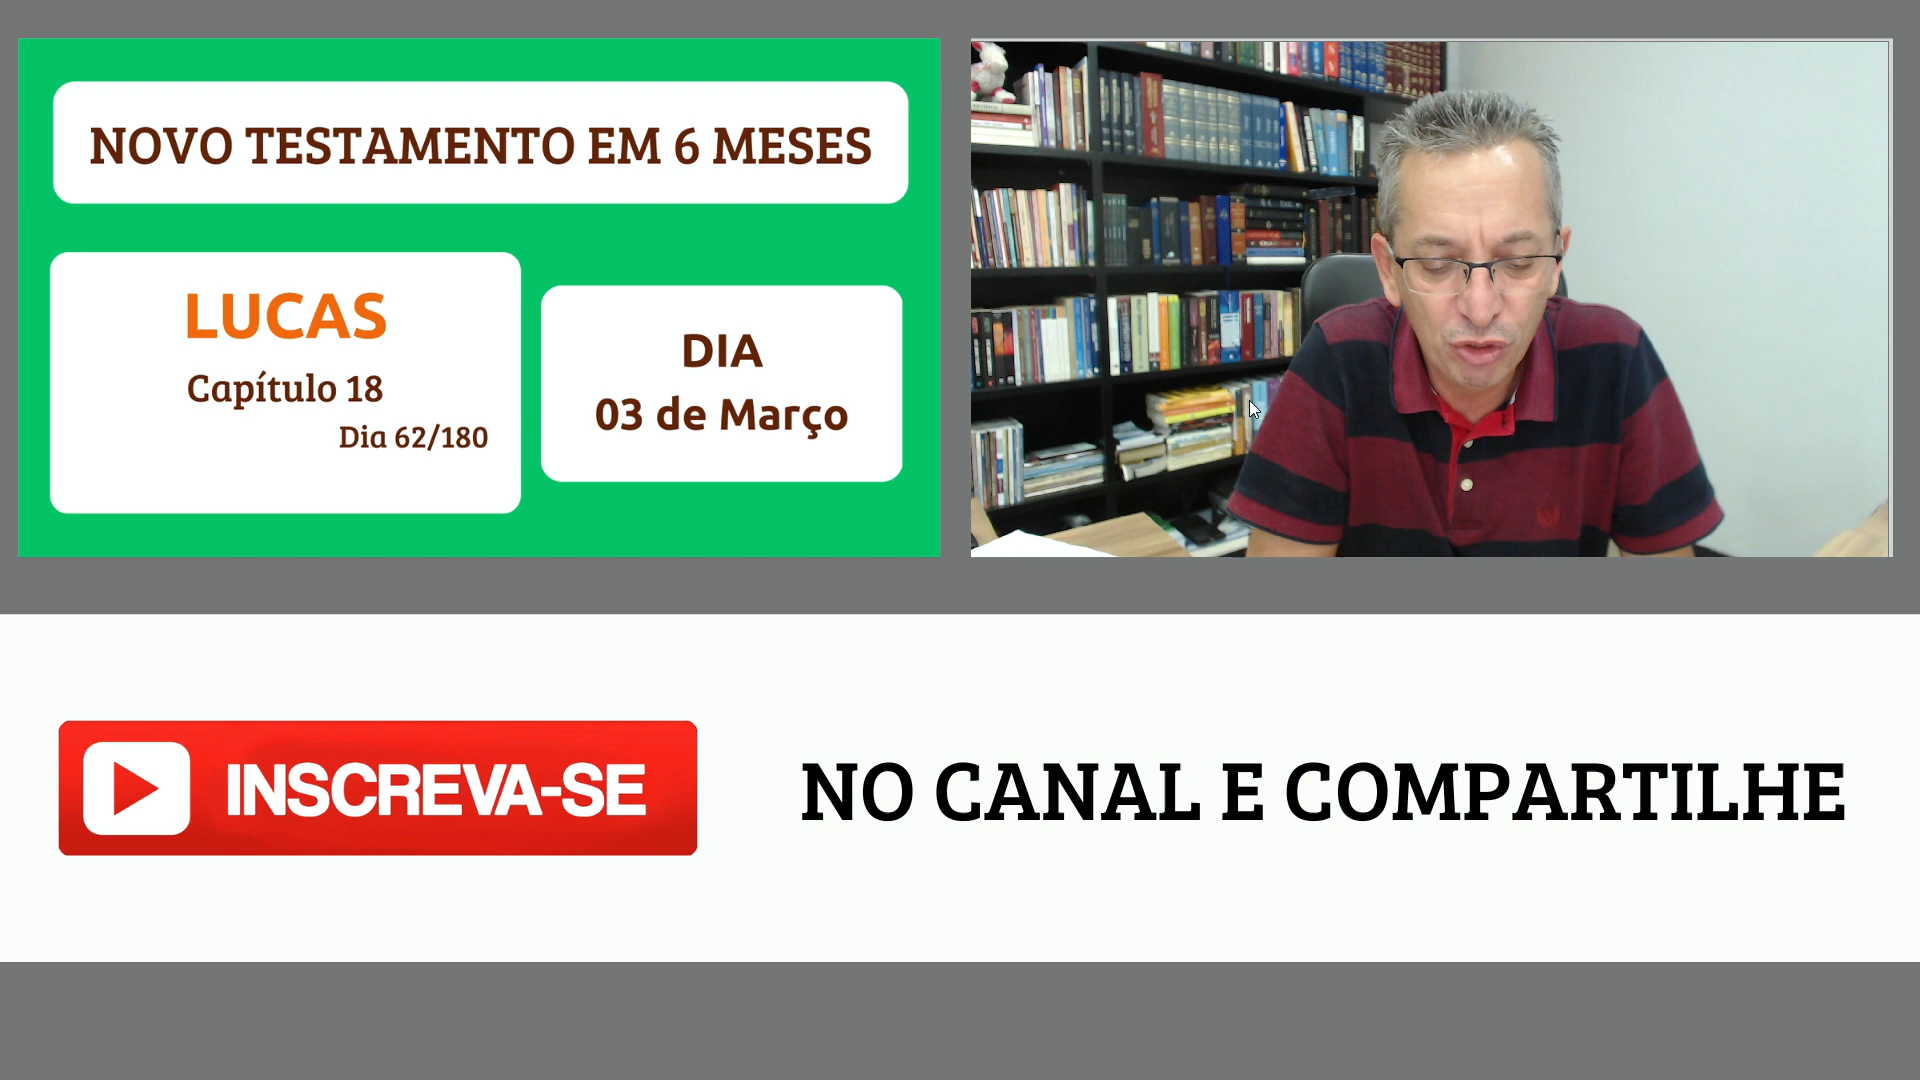 NOVO TESTAMENTO EM 6 MESES
LUCAS
Capítulo 18
Dia 62/180
DIA
03 de Março
INSCREVA-SE
NO CANAL E COMPARTILHE